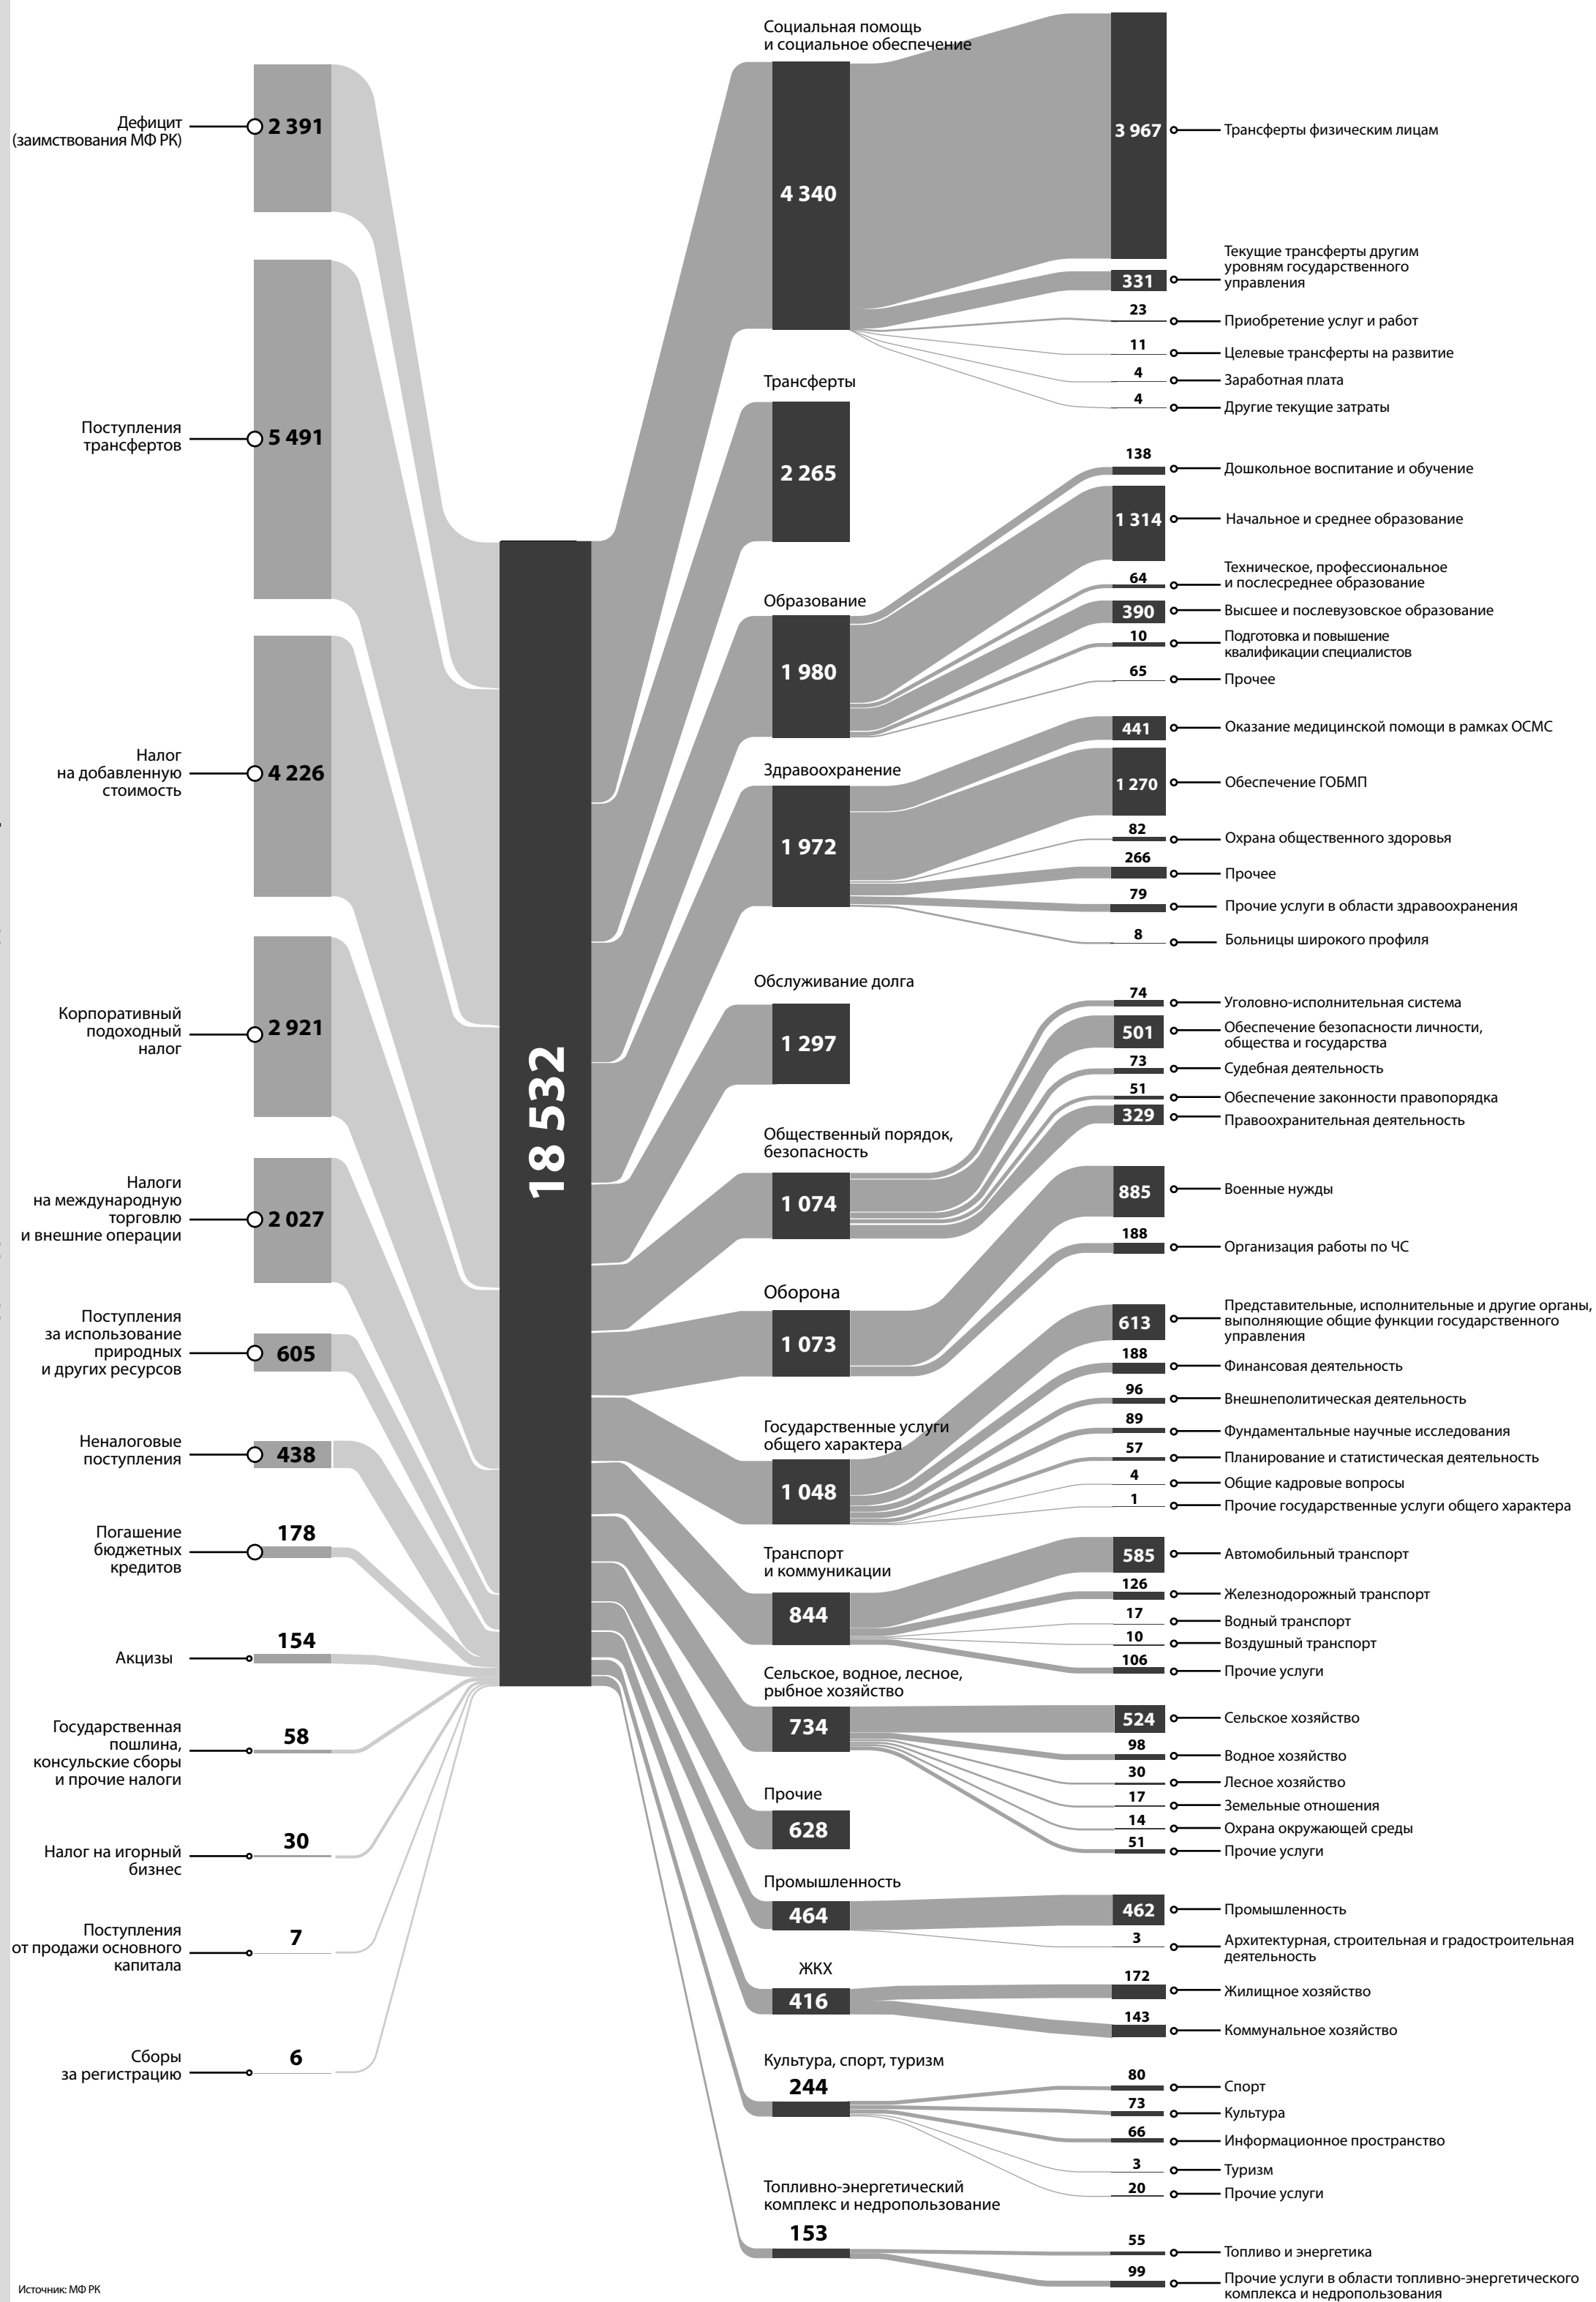 Дефицит
(заимствования МФ РК)
2 391
Поступления
трансфертов
5 491
Налог
на добавленную
стоимость
4 226
Корпоративный
подоходный
налог
2 921
Налоги
на международную
торговлю
и внешние операции
2 027
Поступления
за использование
природных
и других ресурсов
605
Неналоговые
поступления
438
Погашение
бюджетных
кредитов
178
Акцизы
154
Государственная
пошлина,
консульские сборы
и прочие налоги
58
Налог на игорный
бизнес
30
Поступления
от продажи основного
капитала
7
Сборы
за регистрацию
6
18 532
Социальная помощь
и социальное обеспечение
4 340
3 967
Трансферты физическим лицам
331
Текущие трансферты другим
уровням государственного
управления
23
Приобретение услуг и работ
11
Целевые трансферты на развитие
4
Заработная плата
4
Другие текущие затраты
Трансферты
2 265
Образование
1 980
138
Дошкольное воспитание и обучение
1 314
Начальное и среднее образование
64
Техническое, профессиональное
и послесреднее образование
390
Высшее и послевузовское образование
10
Подготовка и повышение
квалификации специалистов
65
Прочее
Здравоохранение
1 972
441
Оказание медицинской помощи в рамках ОСМС
1 270
Обеспечение ГОБМП
82
Охрана общественного здоровья
266
Прочее
79
Прочие услуги в области здравоохранения
8
Больницы широкого профиля
Обслуживание долга
1 297
Общественный порядок,
безопасность
1 074
74
Уголовно-исполнительная система
501
Обеспечение безопасности личности,
общества и государства
73
Судебная деятельность
51
Обеспечение законности правопорядка
329
Правоохранительная деятельность
Оборона
1 073
885
Военные нужды
188
Организация работы по ЧС
Государственные услуги
общего характера
1 048
613
Представительные, исполнительные и другие органы,
выполняющие общие функции государственного
управления
188
Финансовая деятельность
96
Внешнеполитическая деятельность
89
Фундаментальные научные исследования
57
Планирование и статистическая деятельность
4
Общие кадровые вопросы
1
Прочие государственные услуги общего характера
Транспорт
и коммуникации
844
585
Автомобильный транспорт
126
Железнодорожный транспорт
17
Водный транспорт
10
Воздушный транспорт
106
Прочие услуги
Сельское, водное, лесное,
рыбное хозяйство
734
524
Сельское хозяйство
98
Водное хозяйство
30
Лесное хозяйство
17
Земельные отношения
14
Охрана окружающей среды
51
Прочие услуги
Прочие
628
Промышленность
464
462
Промышленность
3
Архитектурная, строительная и градостроительная
деятельность
ЖКХ
416
172
Жилищное хозяйство
143
Коммунальное хозяйство
Культура, спорт, туризм
244
80
Спорт
73
Культура
66
Информационное пространство
3
Туризм
20
Прочие услуги
Топливно-энергетический
комплекс и недропользование
153
55
Топливо и энергетика
99
Прочие услуги в области топливно-энергетического
комплекса и недропользования
Источник: МФ РК